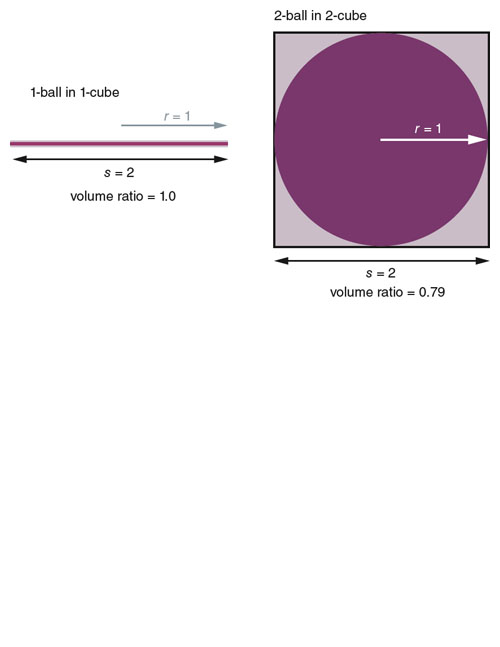 1-ball in 1-cube
r = 1
s = 2
volume ratio = 1.0
2-ball in 2-cube
r = 1
s = 2
volume ratio = 0.79